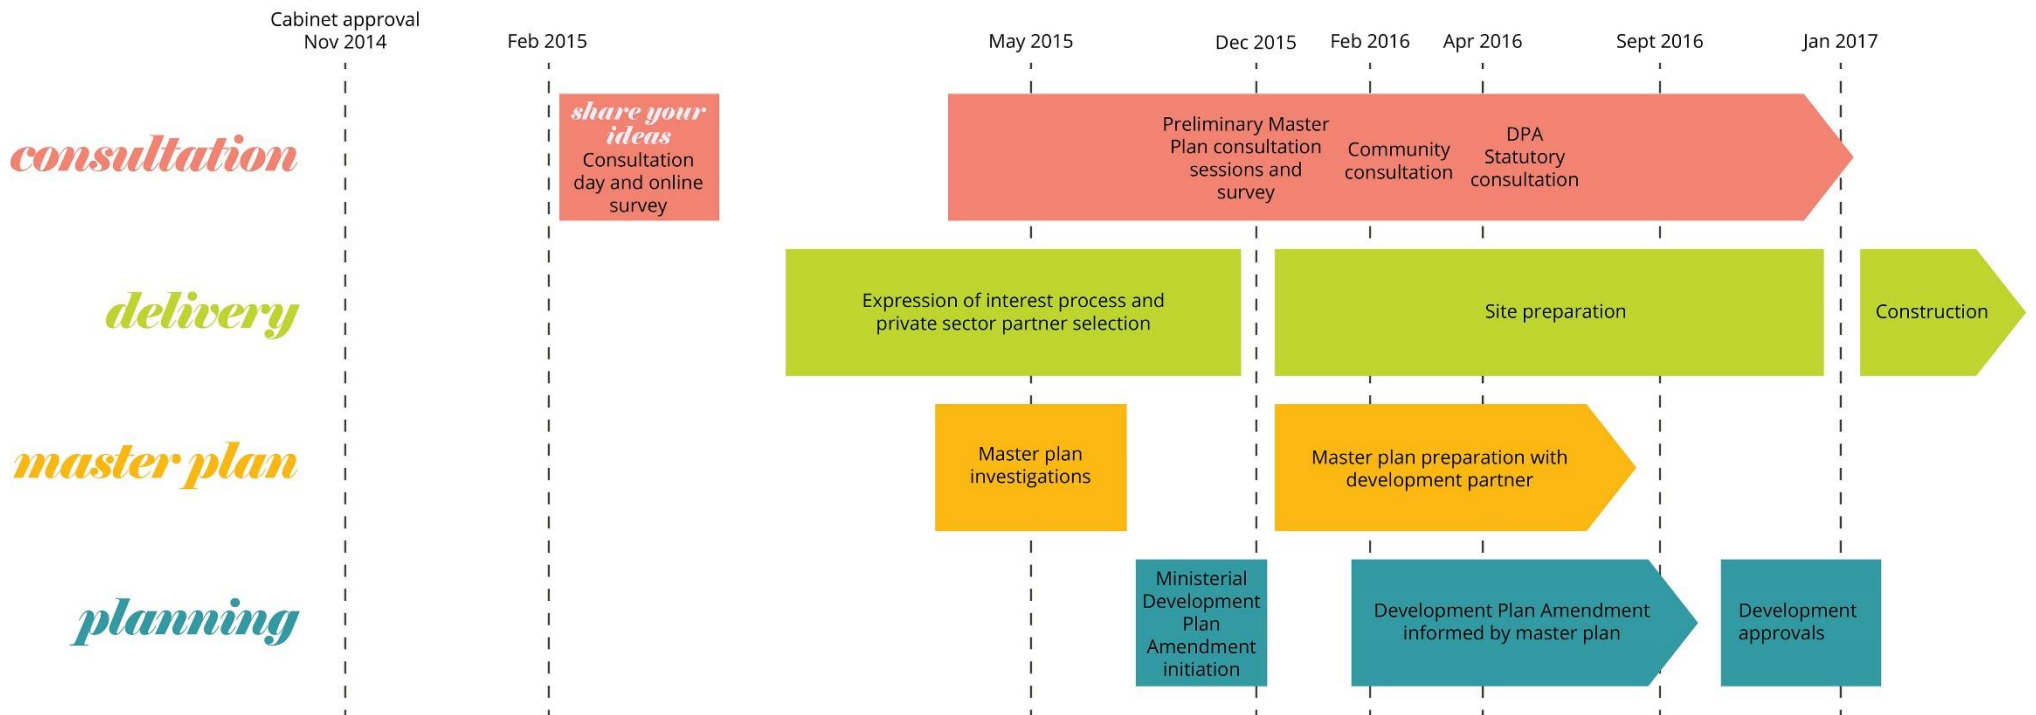 Cabinet approval
Nov 2014
Feb 2015
May 2015
Dec 2015
Feb 2016
Apr 2016
Sept 2016
Jan 2017
consultation
share your
ideas
Consultation
day and online
survey
Preliminary Master
Plan consultation
sessions and
survey
Community
consultation
DPA
Statutory
consultation
delivery
Expression of interest process and
private sector partner selection
Site preparation
Construction
master plan
Master plan
investigations
Master plan preparation with
development partner
planning
Ministerial
Development
Plan
Amendment
initiation
Development Plan Amendment
informed by master plan
Development
approvals